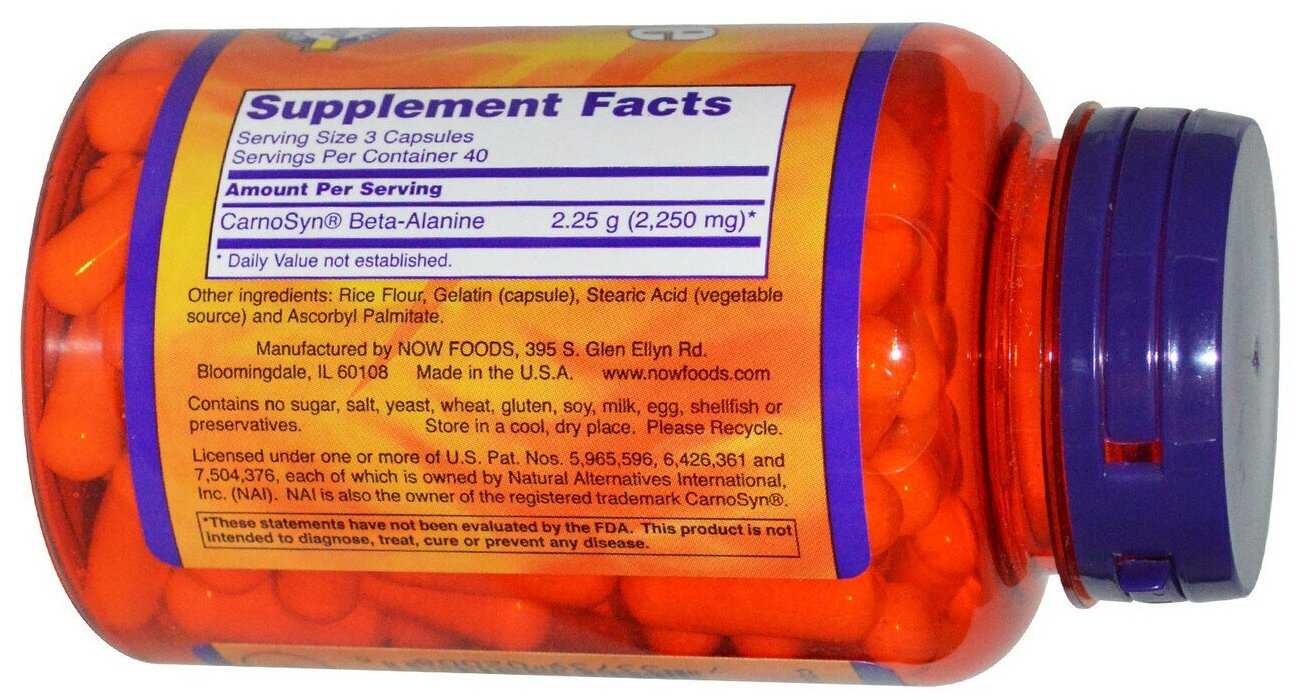 Supplement Facts
Serving Size 3 Capsules
Servings Per Container 40
Amount Per Serving
CarnoSyn® Beta-Alanine 2.25 g (2,250 mg)*
* Daily Value not established.
Other ingredients: Rice Flour, Gelatin (capsule), Stearic Acid (vegetable
source) and Ascorbyl Palmitate.
Manufactured by NOW FOODS, 395 S. Glen Ellyn Rd.
Bloomingdale, IL 60108 Made in the U.S.A. www.nowfoods.com
Contains no sugar, salt, yeast, wheat, gluten, soy, milk, egg, shellfish or
preservatives. Store in a cool, dry place. Please Recycle.
Licensed under one or more of U.S. Pat. Nos. 5,965,596, 6,426,361 and
7,504,376, each of which is owned by Natural Alternatives International,
Inc. (NAI). NAI is also the owner of the registered trademark CarnoSyn®.
*These statements have not been evaluated by the FDA. This product is not
intended to diagnose, treat, cure or prevent any disease.